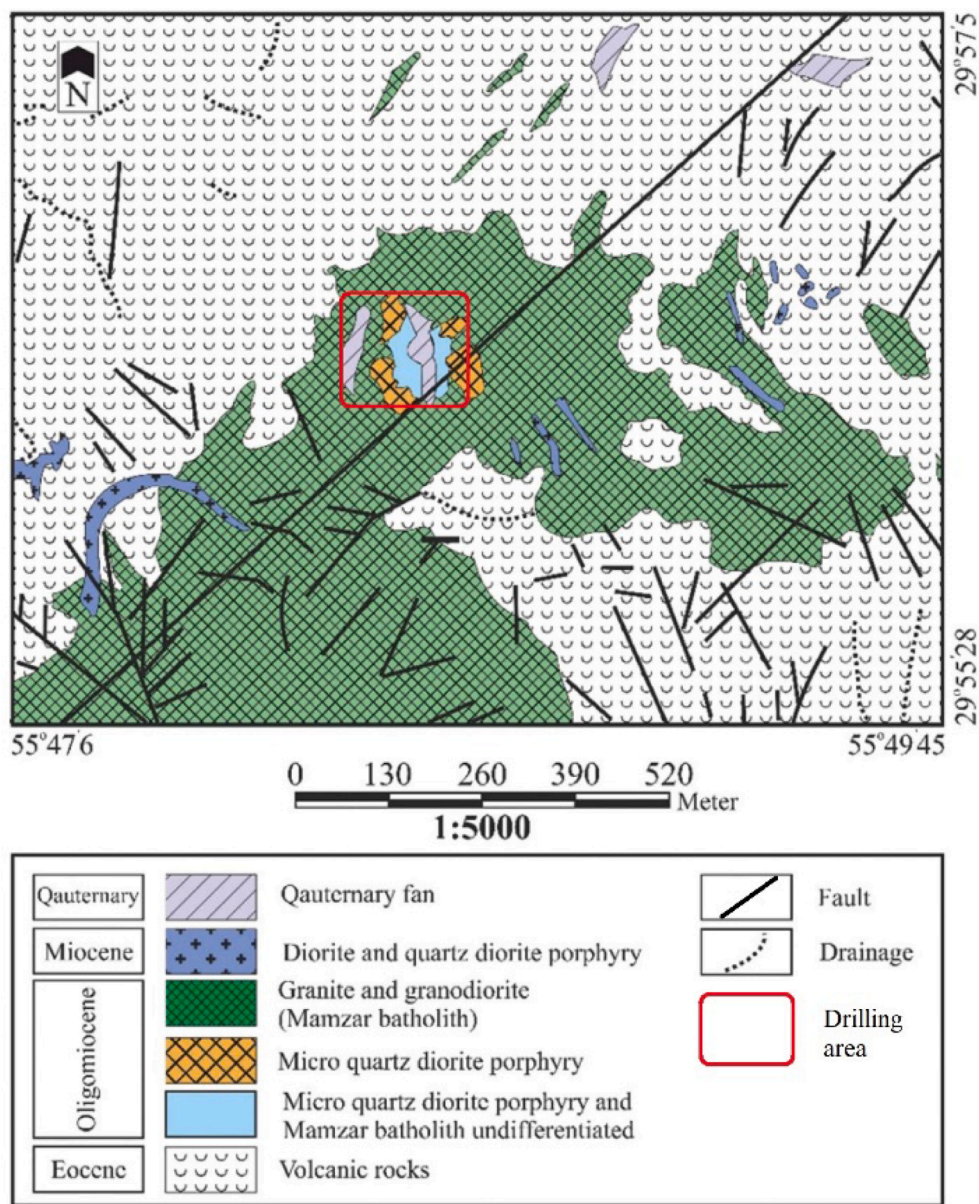 N
29°57'75
29°55'28
55°47'6
55°49'45
0 130 260 390 520
Meter
1:5000
Qauternary
Qauternary fan
Fault
Miocene
Diorite and quartz diorite porphyry
Drainage
Oligomiocene
Granite and granodiorite
(Mamzar batholith)
Drilling
area
Micro quartz diorite porphyry
Micro quartz diorite porphyry and
Mamzar batholith undifferentiated
Eocene
Volcanic rocks